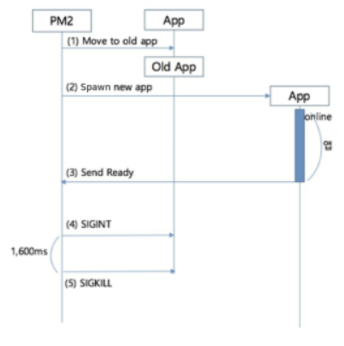 PM2
App
(1) Move to old app
Old App
(2) Spawn new app
App
online
(3) Send Ready
(4) SIGINT
1,600ms
(5) SIGKILL